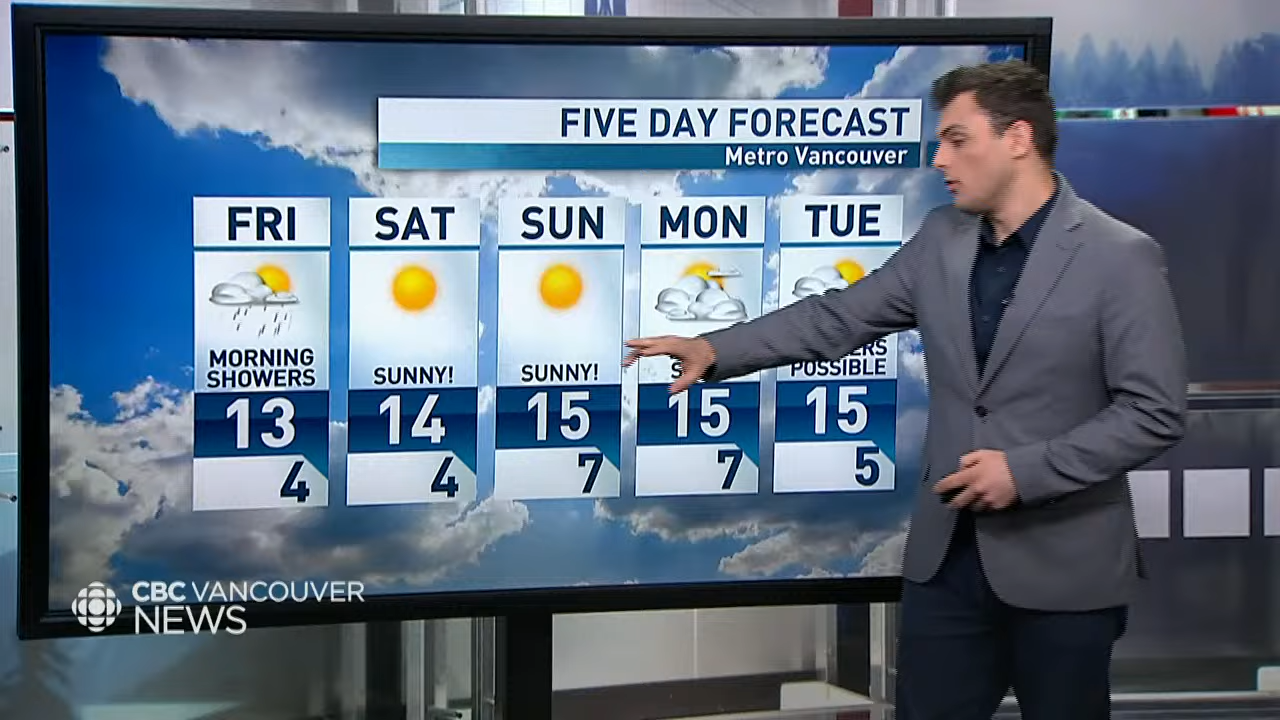 FIVE DAY FORECAST
Metro Vancouver
FRI
MORNING
SHOWERS
13
4
SAT
SUNNY!
14
4
SUN
SUNNY!
15
7
MON
15
7
TUE
POSSIBLE
15
5
CBC VANCOUVER
NEWS